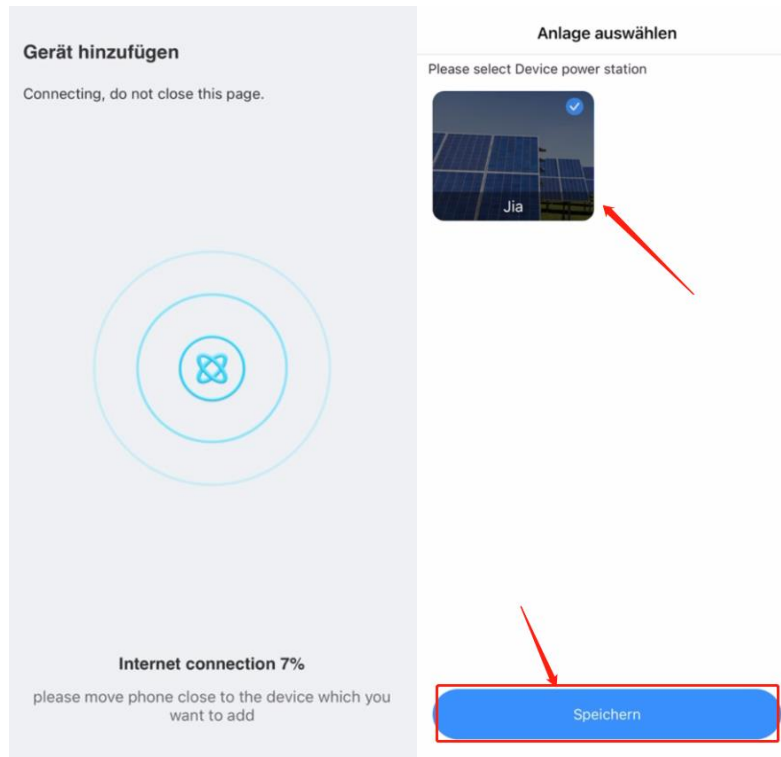 Gerät hinzufügen
Connecting, do not close this page.
Internet connection 7%
please move phone close to the device which you
want to add
Anlage auswählen
Please select Device power station
Jia
Speichern